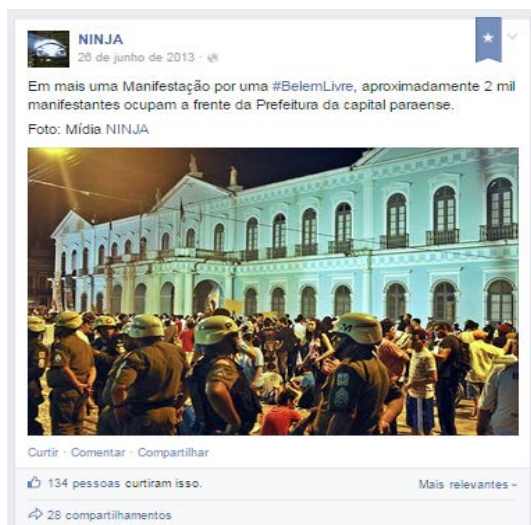 NINJA
26 de junho de 2013 ·
Em mais uma Manifestação por uma #BelemLivre, aproximadamente 2 mil
manifestantes ocupam a frente da Prefeitura da capital paraense.
Foto: Mídia NINJA
Curtir · Comentar · Compartilhar
134 pessoas curtiram isso.
Mais relevantes
28 compartilhamentos